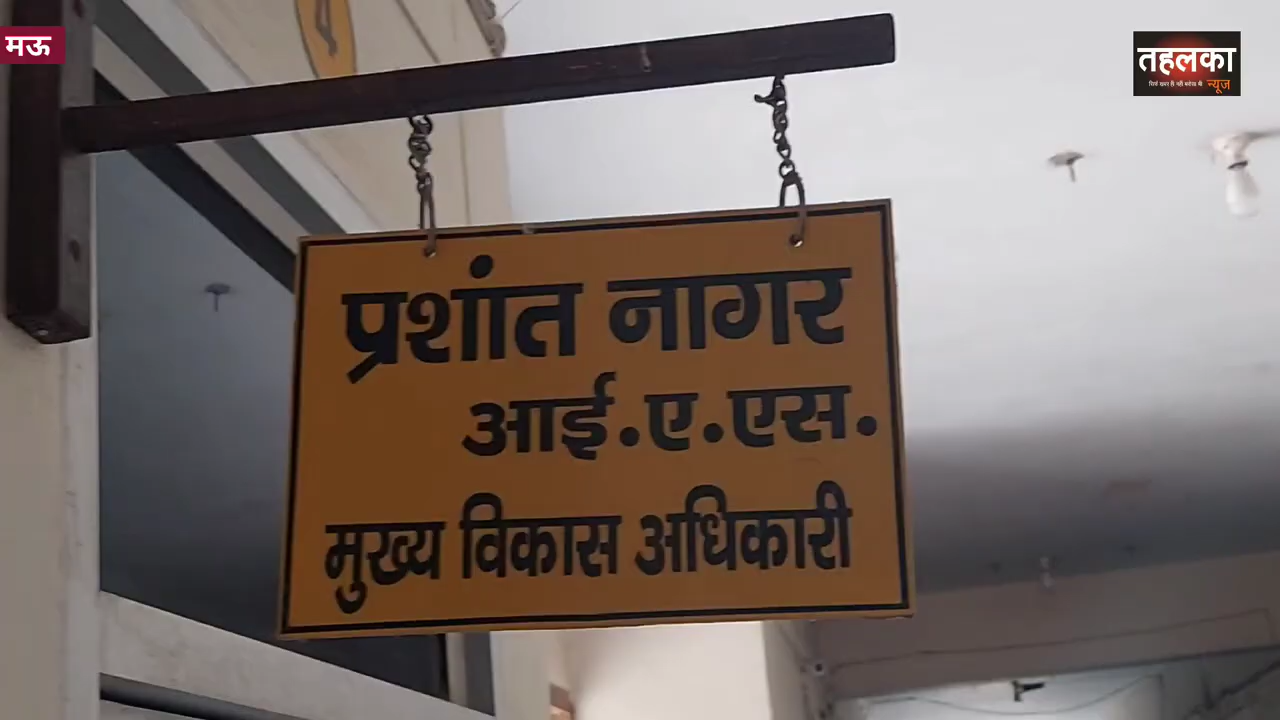 मऊ
तहलका
न्यूज
प्रशांत नागर
आई.ए.एस.
मुख्य विकास अधिकारी